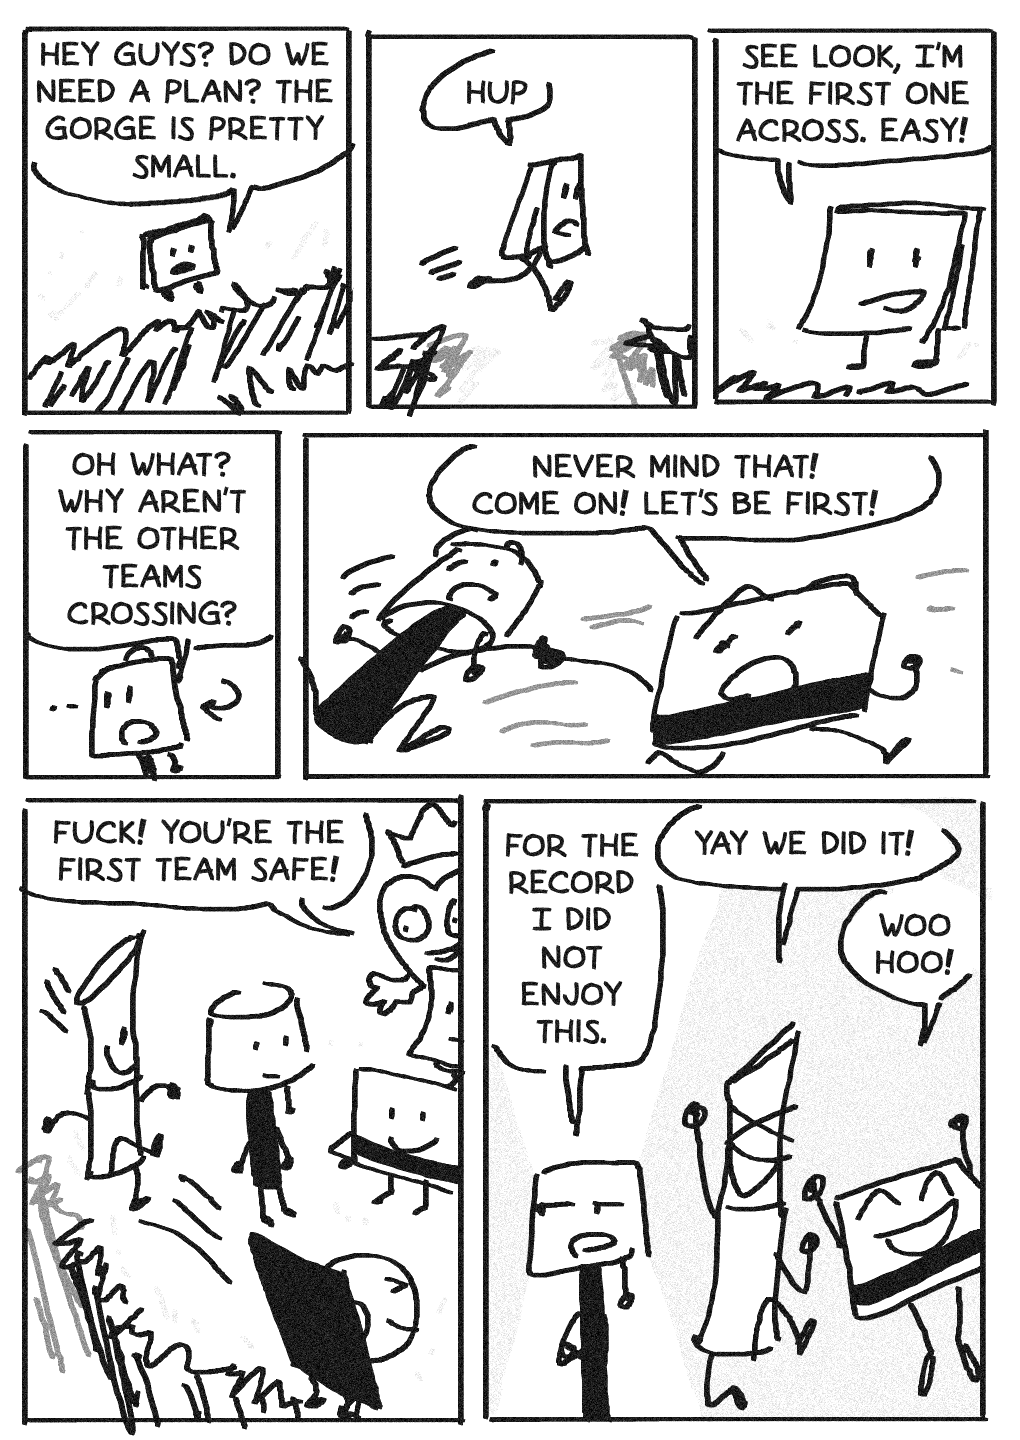 HEY GUYS? DO WE
NEED A PLAN? THE
GORGE IS PRETTY
SMALL.
HUP
SEE LOOK, I'M
THE FIRST ONE
ACROSS. EASY!
OH WHAT?
WHY AREN'T
THE OTHER
TEAMS
CROSSING?
NEVER MIND THAT!
COME ON! LET'S BE FIRST!
FUCK! YOU'RE THE
FIRST TEAM SAFE!
FOR THE
RECORD
I DID
NOT
ENJOY
THIS.
YAY WE DID IT!
WOO
HOO!